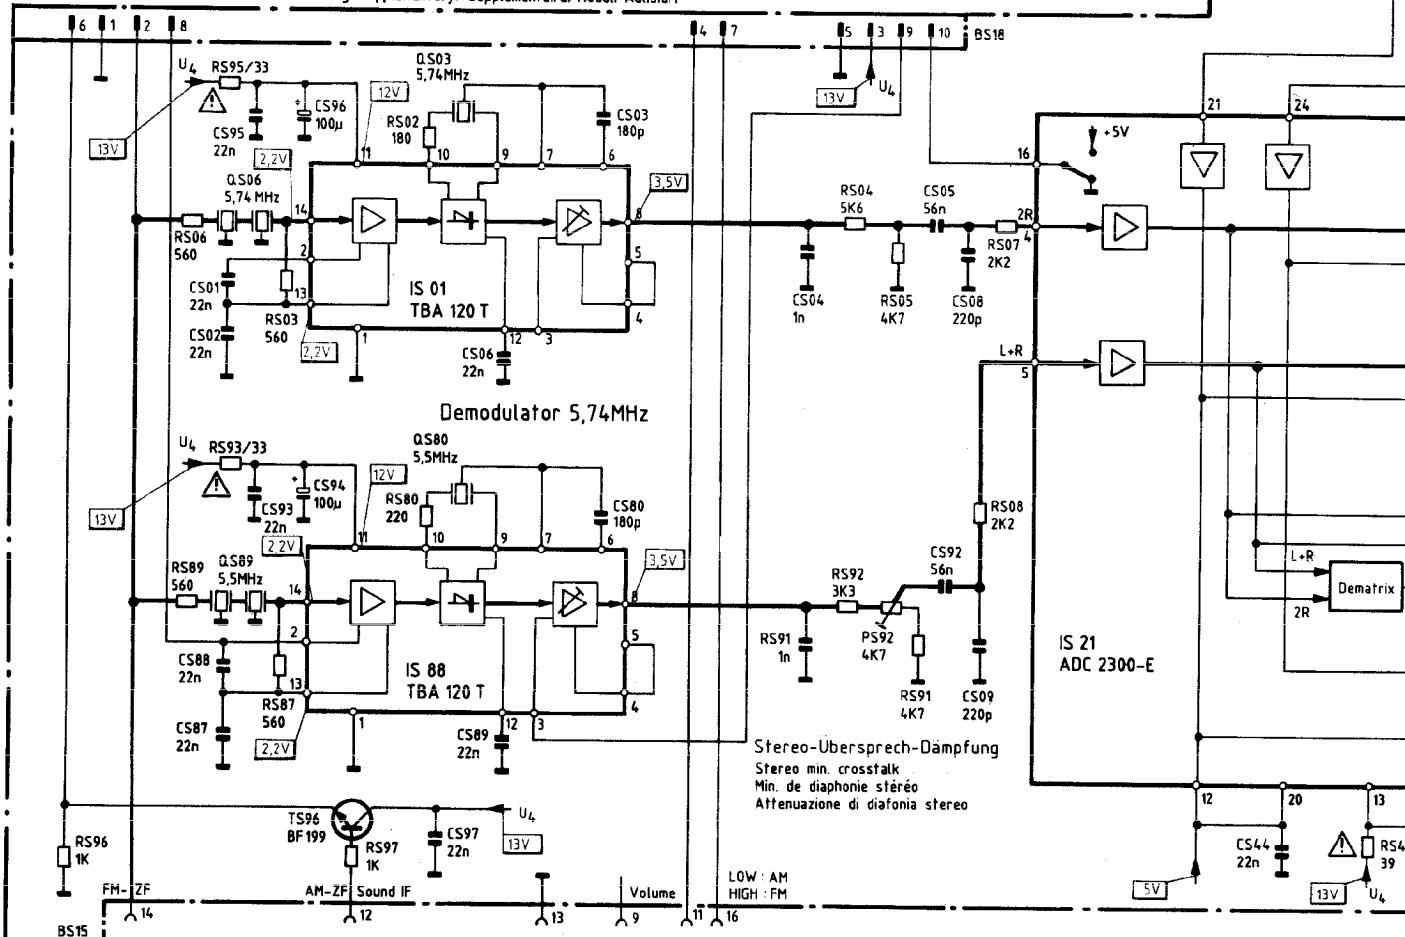 6 1 2 8 4 7 5 3 9 10 BS18
U4 RS95/33
QS03
5,74MHz
12V
13V U4
CS96
100µ
CS95
22n
RS02
180
CS03
180p
13V
2,2V
11 10 9 7 6
21 24
+5V
16
QS06
5,74MHz
3,5V
14
8
RS06
560
RS04
5K6
CS05
56n
2R
4
RS07
2K2
2
5
CS01
22n
13
IS 01
TBA 120 T
CS04
1n
RS05
4K7
CS08
220p
RS03
560
4
CS02
22n
2,2V
1 12 3
CS06
22n
L+R
5
Demodulator 5,74MHz
U4 RS93/33
QS80
5,5MHz
12V
CS94
100µ
CS93
22n
RS80
220
CS80
180p
13V
2,2V
11 10 9 7 6
RS08
2K2
3,5V
RS89
560
QS89
5,5MHz
14
8
RS92
3K3
CS92
56n
L+R
Dematrix
2R
2
5
CS88
22n
13
IS 88
TBA 120 T
RS91
1n
PS92
4K7
RS91
4K7
CS09
220p
IS 21
ADC 2300-E
RS87
560
4
CS87
22n
2,2V
1 12 3
CS89
22n
Stereo-Übersprech-Dämpfung
Stereo min. crosstalk
Min. de diaphonie stéréo
Attenuazione di diafonia stereo
12 20 13
TS96
BF199
U4
13V
RS96
1K
RS97
1K
CS97
22n
CS44
22n
RS4
39
5V
13V U4
FM-ZF
AM-ZF Sound IF
Volume
LOW : AM
HIGH : FM
BS15
14 12 13 9 11 16